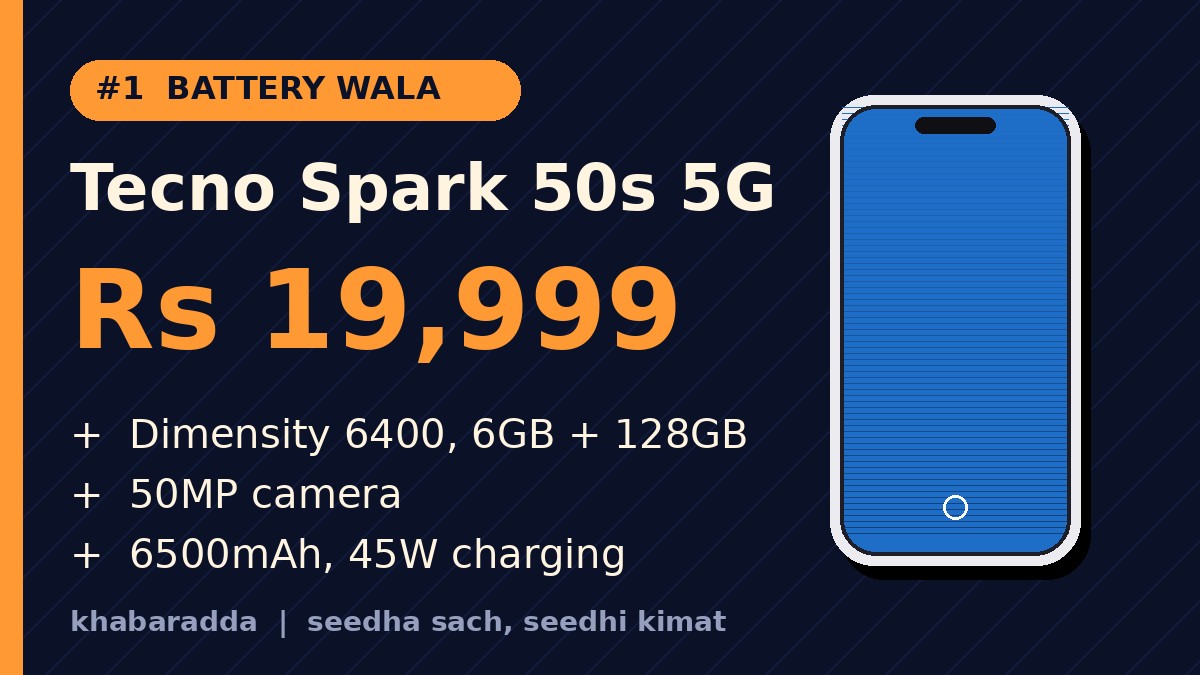 #1 BATTERY WALA
Tecno Spark 50s 5G
Rs 19,999
+ Dimensity 6400, 6GB + 128GB
+ 50MP camera
+ 6500mAh, 45W charging
khabaradda | seedha sach, seedhi kimat